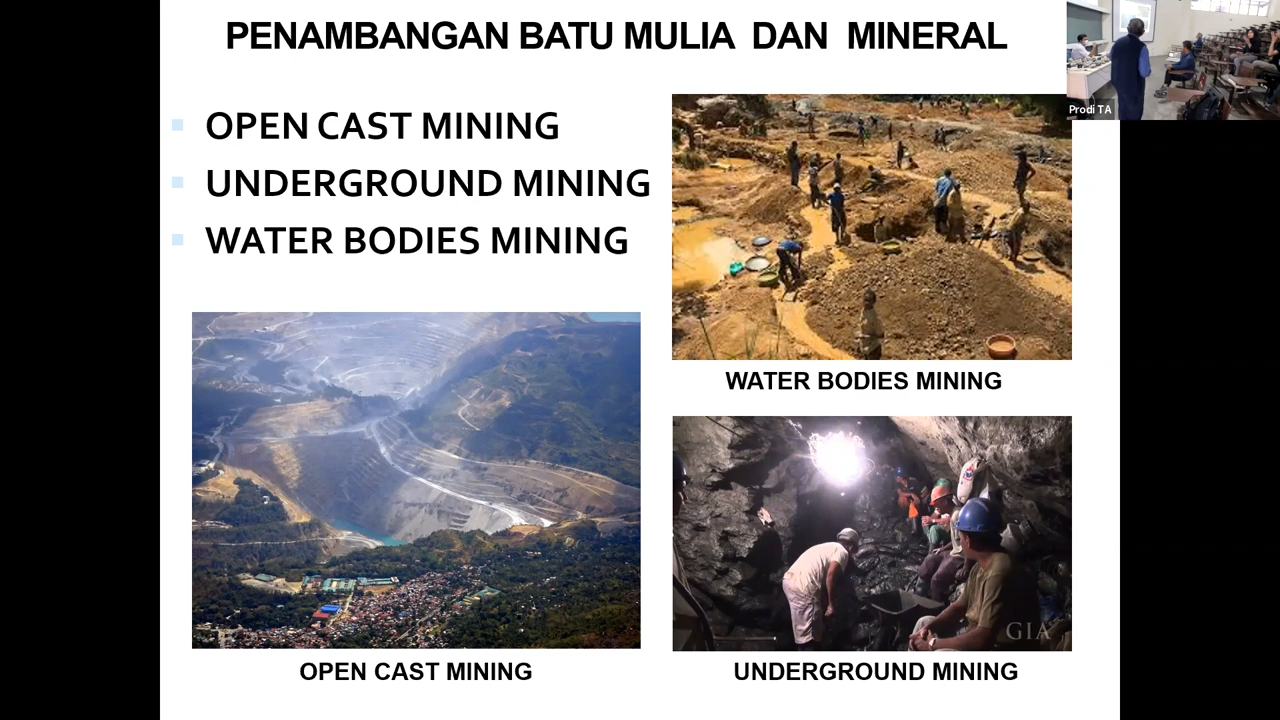 PENAMBANGAN BATU MULIA DAN MINERAL
Prodi TA
OPEN CAST MINING
UNDERGROUND MINING
WATER BODIES MINING
WATER BODIES MINING
GIA
OPEN CAST MINING
UNDERGROUND MINING